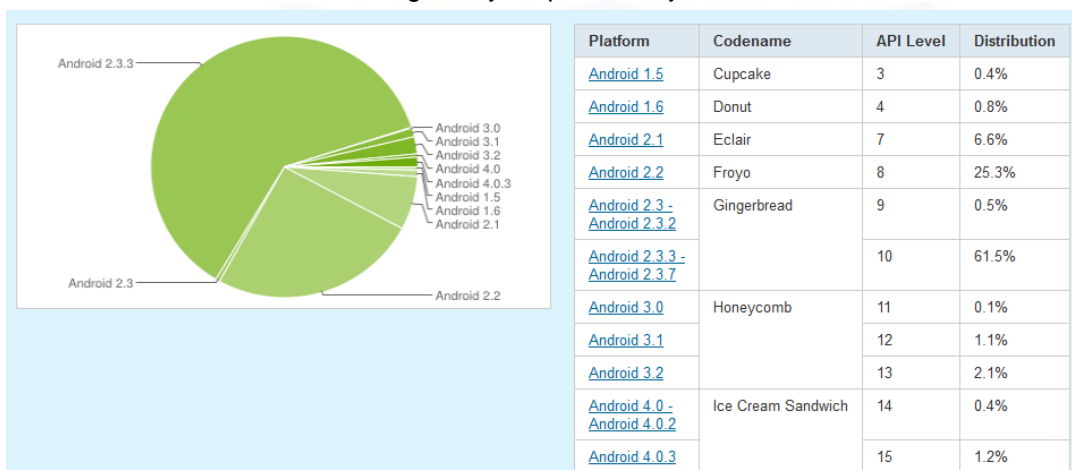 Android 2.3.3
Android 3.0
Android 3.1
Android 3.2
Android 4.0
Android 4.0.3
Android 1.5
Android 1.6
Android 2.1
Android 2.3
Android 2.2
Platform Codename API Level Distribution
Android 1.5 Cupcake 3 0.4%
Android 1.6 Donut 4 0.8%
Android 2.1 Eclair 7 6.6%
Android 2.2 Froyo 8 25.3%
Android 2.3 - Gingerbread 9 0.5%
Android 2.3.2
Android 2.3.3 - 10 61.5%
Android 2.3.7
Android 3.0 Honeycomb 11 0.1%
Android 3.1 12 1.1%
Android 3.2 13 2.1%
Android 4.0 - Ice Cream Sandwich 14 0.4%
Android 4.0.2
Android 4.0.3 15 1.2%